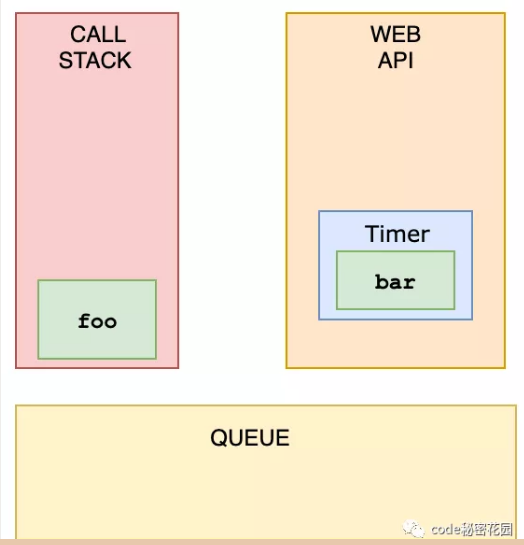 CALL
STACK
WEB
API
Timer
bar
foo
QUEUE
code秘密花园